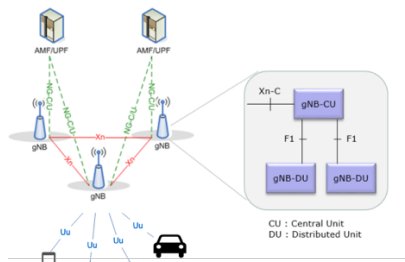 AMF/UPF
AMF/UPF
NG-C/U
NG-C/U
NG-C/U
NG-C/U
Xn
gNB
gNB
Xn
Xn
gNB
Uu
Uu
Uu
Uu
Uu
Xn-C
gNB-CU
F1
F1
gNB-DU
gNB-DU
CU : Central Unit
DU : Distributed Unit